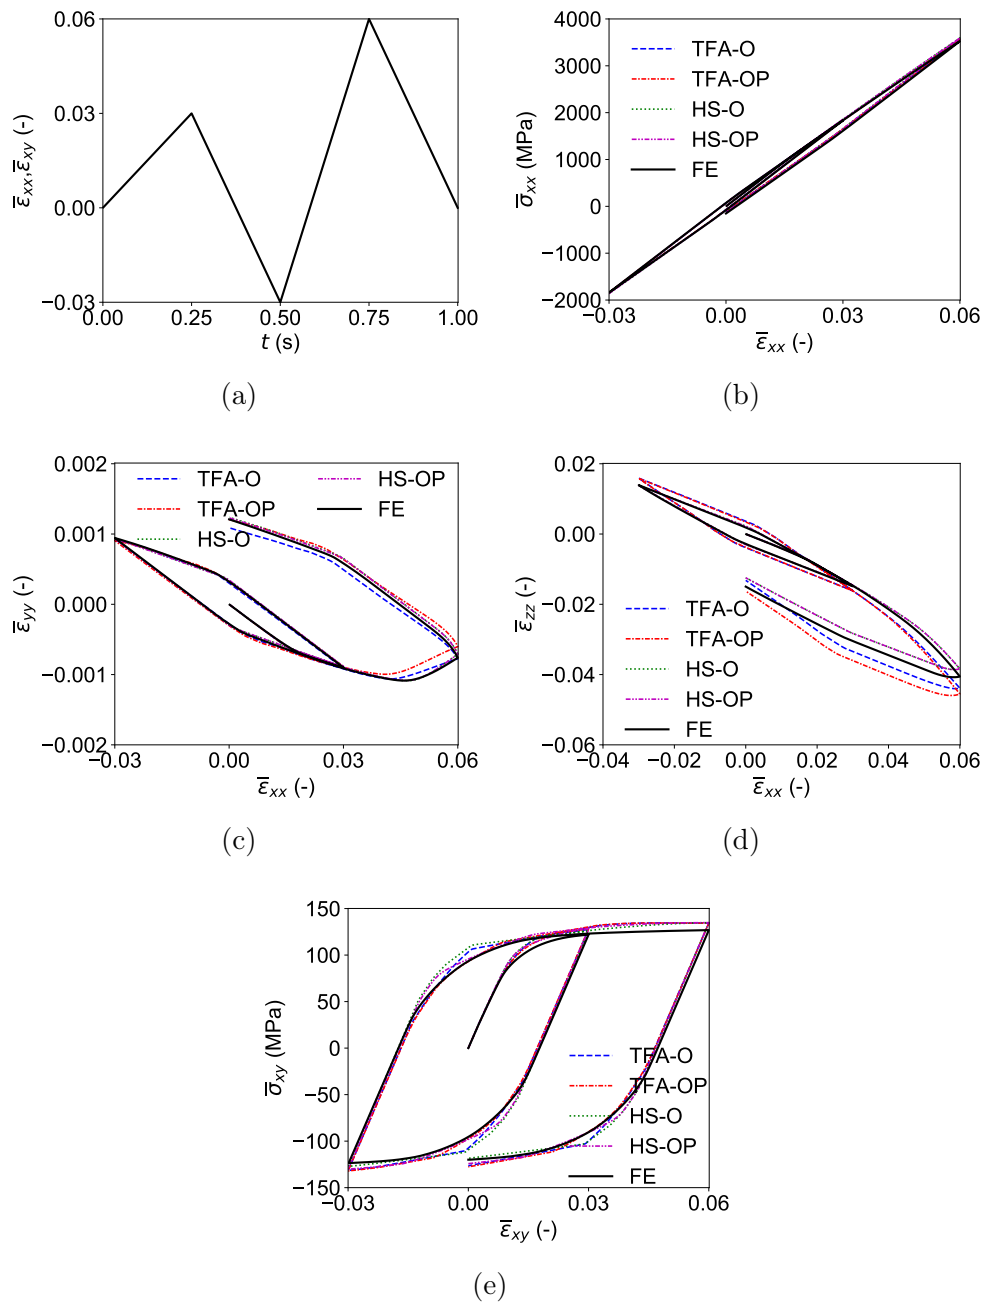 0.06
0.03
0.00
−0.03
0.00 0.25 0.50 0.75 1.00
t (s)
ε̅xx,ε̅xy (-)
(a)
4000
3000
2000
1000
0
−1000
−2000
−0.03 0.00 0.03 0.06
ε̅xx (-)
σ̅xx (MPa)
TFA-O
TFA-OP
HS-O
HS-OP
FE
(b)
0.002
0.001
0.000
−0.001
−0.002
−0.03 0.00 0.03 0.06
ε̅xx (-)
ε̅yy (-)
TFA-O
TFA-OP
HS-O
HS-OP
FE
(c)
0.02
0.00
−0.02
−0.04
−0.06
−0.04 −0.02 0.00 0.02 0.04 0.06
ε̅xx (-)
ε̅zz (-)
TFA-O
TFA-OP
HS-O
HS-OP
FE
(d)
150
100
50
0
−50
−100
−150
−0.03 0.00 0.03 0.06
ε̅xy (-)
σ̅xy (MPa)
TFA-O
TFA-OP
HS-O
HS-OP
FE
(e)